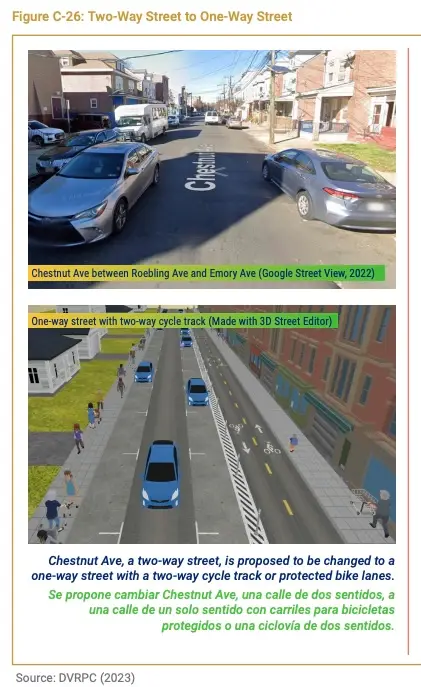 Figure C-26: Two-Way Street to One-Way Street
Chestnut Ave
Chestnut Ave between Roebling Ave and Emory Ave (Google Street View, 2022)
One-way street with two-way cycle track (Made with 3D Street Editor)
Chestnut Ave, a two-way street, is proposed to be changed to a
one-way street with a two-way cycle track or protected bike lanes.
Se propone cambiar Chestnut Ave, una calle de dos sentidos, a
una calle de un solo sentido con carriles para bicicletas
protegidos o una ciclovía de dos sentidos.
Source: DVRPC (2023)